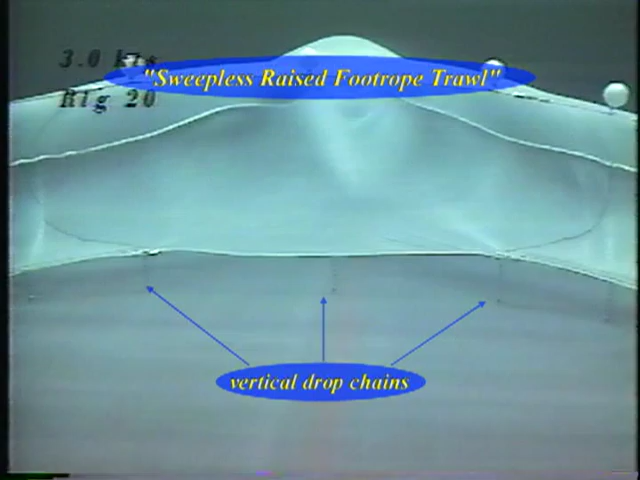 3.0 kts
"Sweepless Raised Footrope Trawl"
Rig 20
vertical drop chains